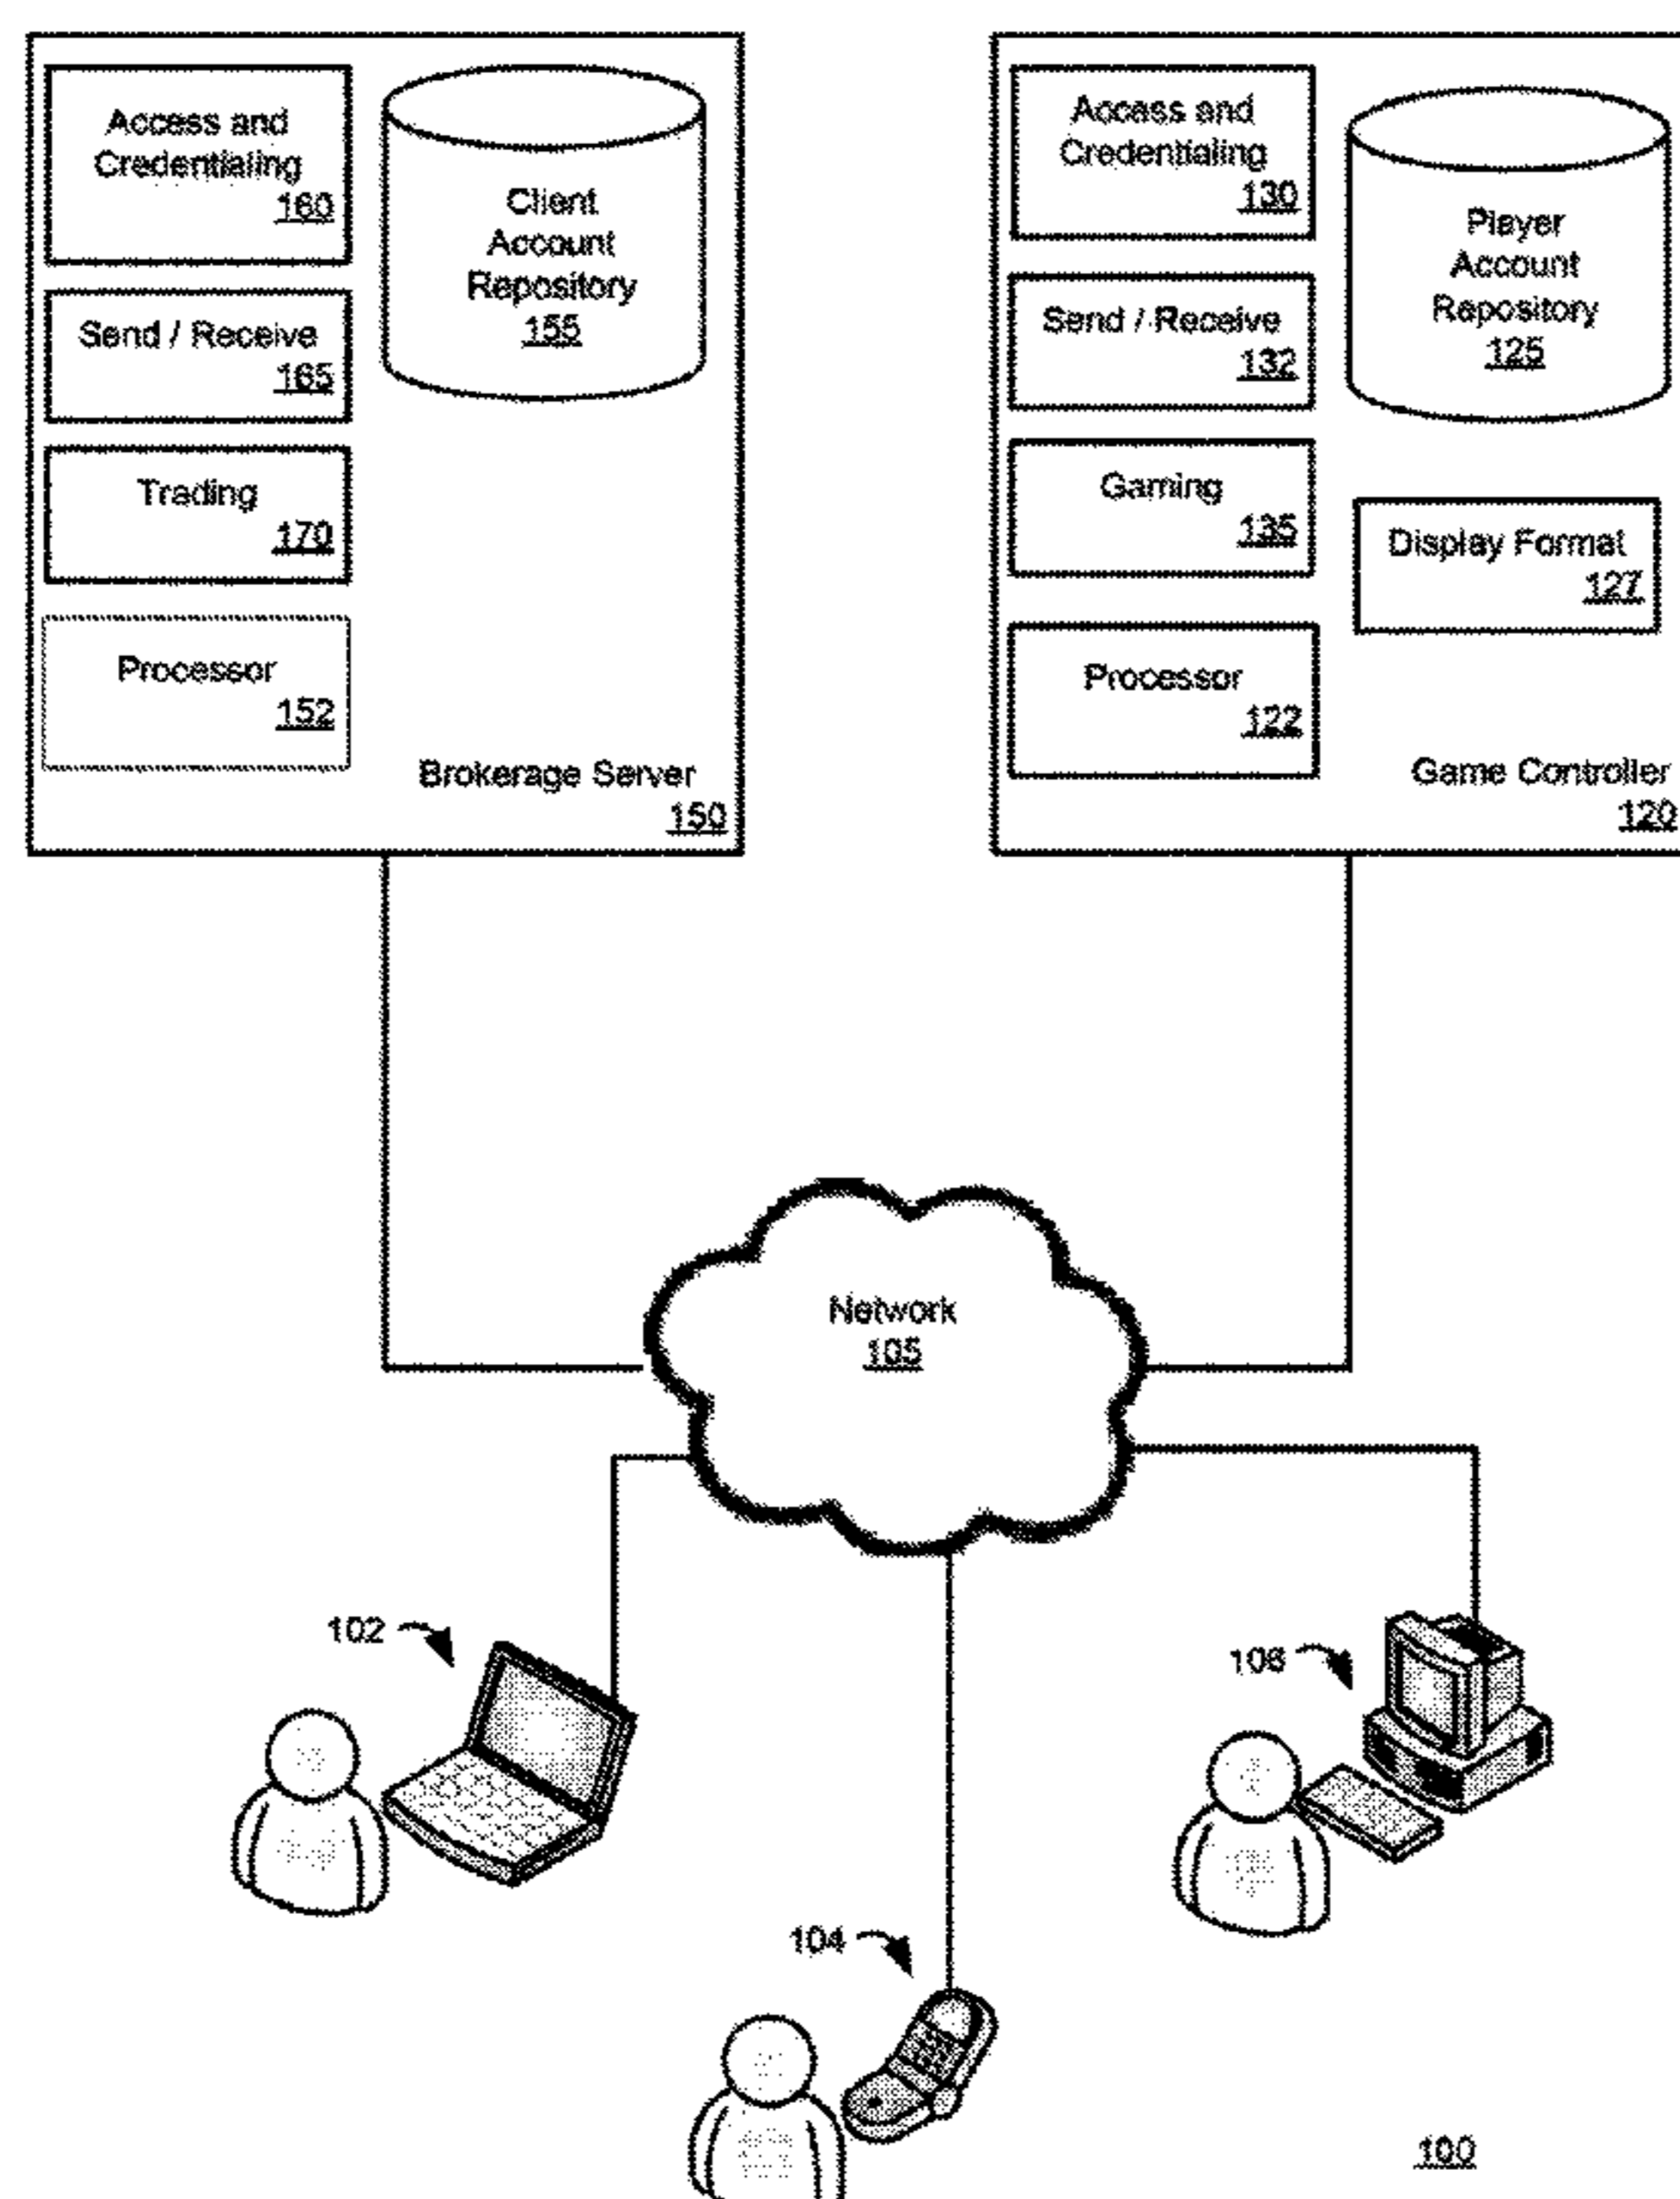 Access and
Credentialing
160
Client
Account
Repository
155
Send / Receive
165
Trading
170
Processor
152
Brokerage Server
150
Access and
Credentialing
130
Player
Account
Repository
125
Send / Receive
132
Gaming
135
Display Format
127
Processor
122
Game Controller
120
Network
105
102
106
104
100